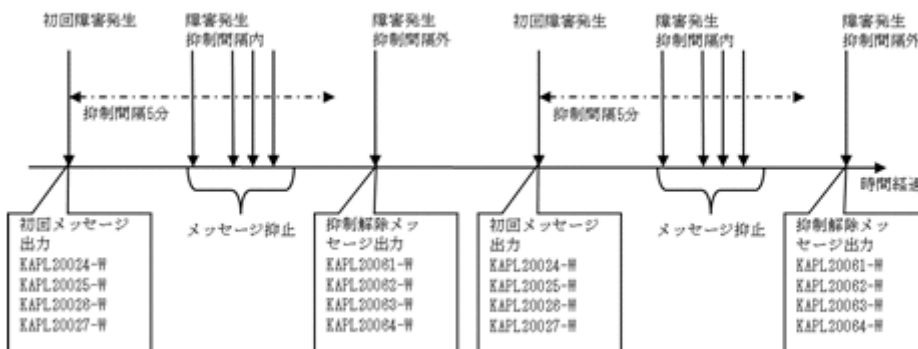 初回障害発生
障害発生
抑制間隔内
障害発生
抑制間隔外
初回障害発生
障害発生
抑制間隔内
障害発生
抑制間隔外
抑制間隔5分
抑制間隔5分
時間経過
初回メッセージ
出力
KAPL20024-W
KAPL20025-W
KAPL20026-W
KAPL20027-W
メッセージ抑止
抑制解除メッ
セージ出力
KAPL20061-W
KAPL20062-W
KAPL20063-W
KAPL20064-W
初回メッセージ
出力
KAPL20024-W
KAPL20025-W
KAPL20026-W
KAPL20027-W
メッセージ抑止
抑制解除メッ
セージ出力
KAPL20061-W
KAPL20062-W
KAPL20063-W
KAPL20064-W